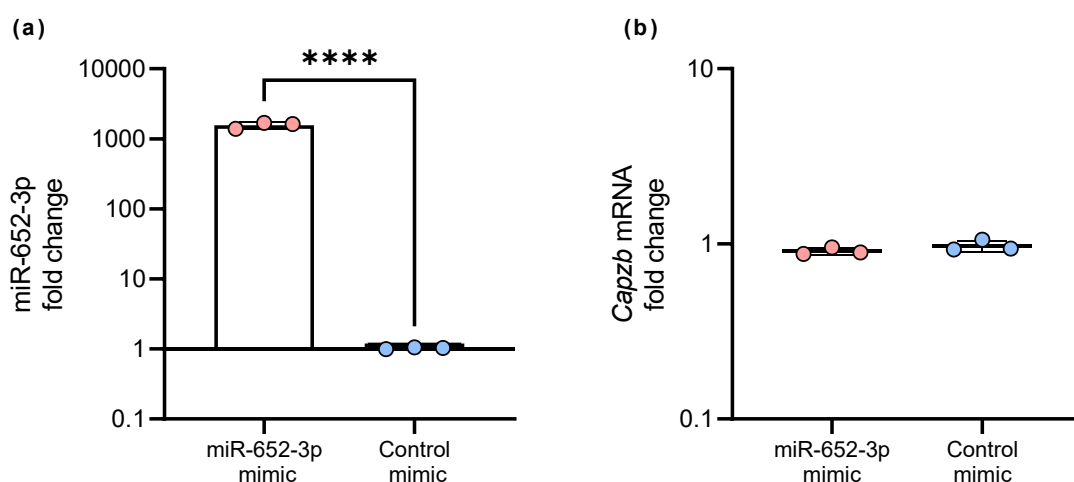 (a)
****
10000
1000
100
10
1
0.1
miR-652-3p
fold change
miR-652-3p
mimic
Control
mimic
(b)
10
1
0.1
Capzb mRNA
fold change
miR-652-3p
mimic
Control
mimic